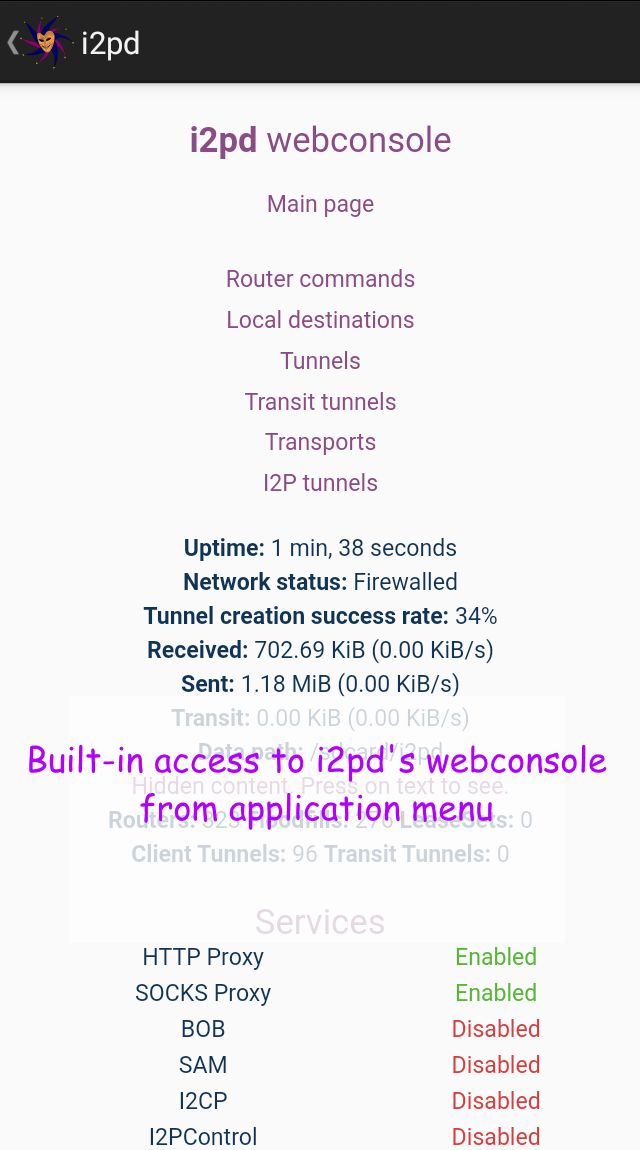 i2pd
i2pd webconsole
Main page
Router commands
Local destinations
Tunnels
Transit tunnels
Transports
I2P tunnels
Uptime: 1 min, 38 seconds
Network status: Firewalled
Tunnel creation success rate: 34%
Received: 702.69 KiB (0.00 KiB/s)
Sent: 1.18 MiB (0.00 KiB/s)
Transit: 0.00 KiB (0.00 KiB/s)
Data path: /sdcard/i2pd
Built-in access to i2pd's webconsole
Hidden content. Press on text to see.
from application menu
Routers: Floodfills: LeaseSets: 0
Client Tunnels: 96 Transit Tunnels: 0
Services
HTTP Proxy Enabled
SOCKS Proxy Enabled
BOB Disabled
SAM Disabled
I2CP Disabled
I2PControl Disabled